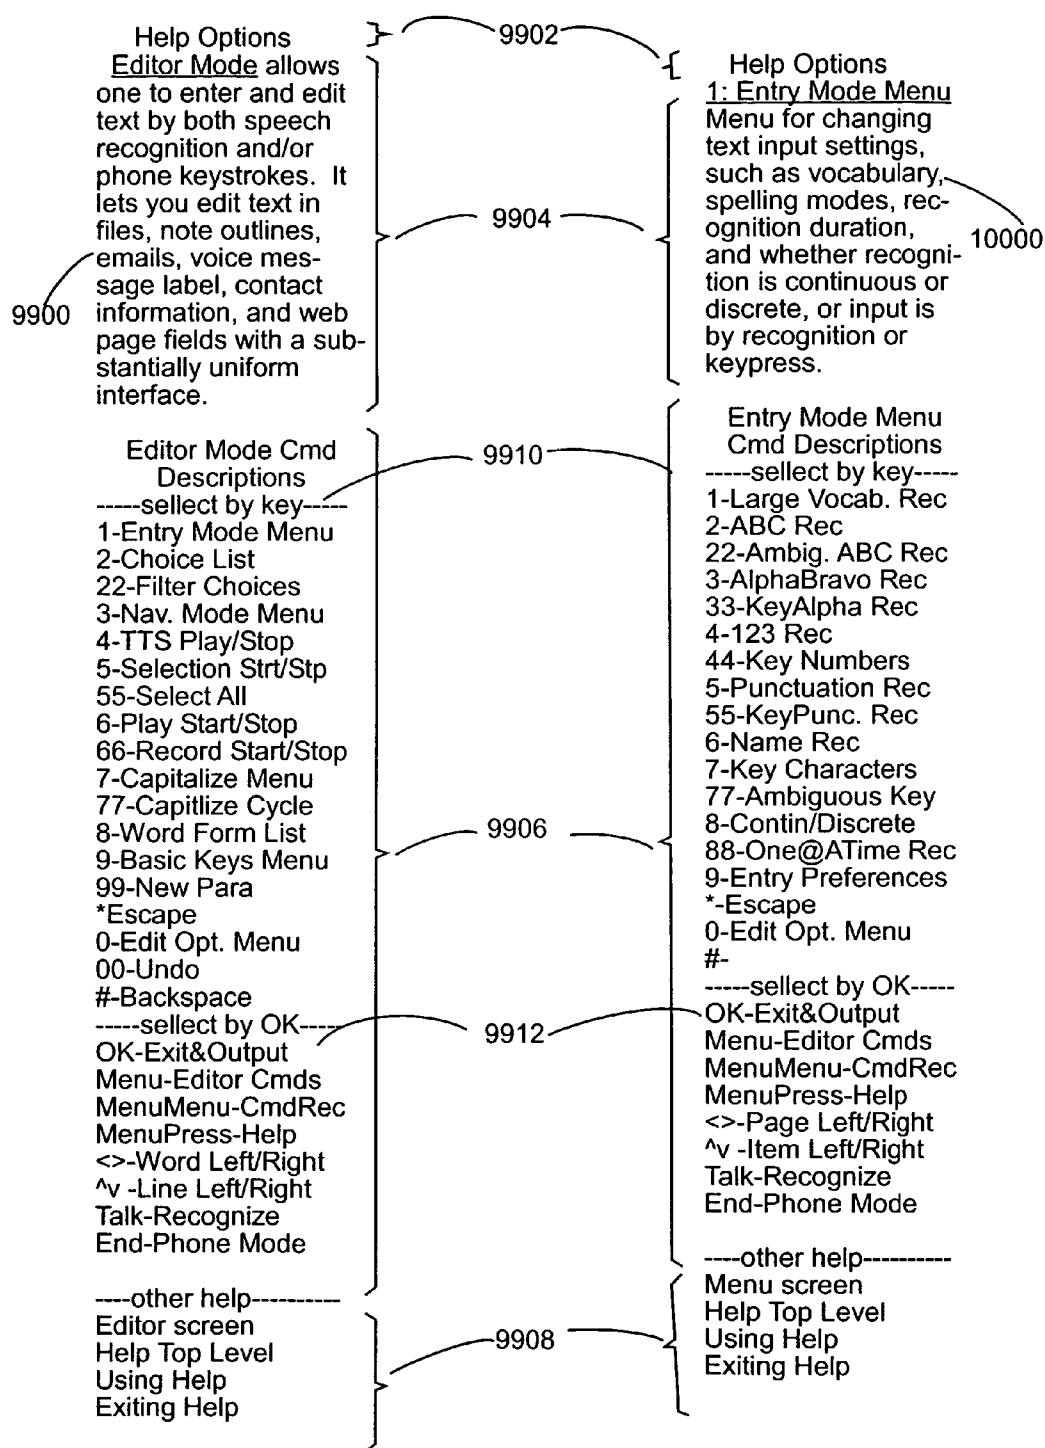 Help Options
Editor Mode allows
one to enter and edit
text by both speech
recognition and/or
phone keystrokes. It
lets you edit text in
files, note outlines,
emails, voice mes-
sage label, contact
information, and web
page fields with a sub-
stantially uniform
interface.
Editor Mode Cmd
Descriptions
-----sellect by key-----
1-Entry Mode Menu
2-Choice List
22-Filter Choices
3-Nav. Mode Menu
4-TTS Play/Stop
5-Selection Strt/Stp
55-Select All
6-Play Start/Stop
66-Record Start/Stop
7-Capitalize Menu
77-Capitlize Cycle
8-Word Form List
9-Basic Keys Menu
99-New Para
*Escape
0-Edit Opt. Menu
00-Undo
#-Backspace
-----sellect by OK-----
OK-Exit&Output
Menu-Editor Cmds
MenuMenu-CmdRec
MenuPress-Help
<>-Word Left/Right
^v -Line Left/Right
Talk-Recognize
End-Phone Mode
----other help----------
Editor screen
Help Top Level
Using Help
Exiting Help
9900
9902
9904
9910
9906
9912
9908
Help Options
1: Entry Mode Menu
Menu for changing
text input settings,
such as vocabulary,
spelling modes, rec-
ognition duration,
and whether recogni-
tion is continuous or
discrete, or input is
by recognition or
keypress.
10000
Entry Mode Menu
Cmd Descriptions
-----sellect by key-----
1-Large Vocab. Rec
2-ABC Rec
22-Ambig. ABC Rec
3-AlphaBravo Rec
33-KeyAlpha Rec
4-123 Rec
44-Key Numbers
5-Punctuation Rec
55-KeyPunc. Rec
6-Name Rec
7-Key Characters
77-Ambiguous Key
8-Contin/Discrete
88-One@ATime Rec
9-Entry Preferences
*-Escape
0-Edit Opt. Menu
#-
-----sellect by OK-----
OK-Exit&Output
Menu-Editor Cmds
MenuMenu-CmdRec
MenuPress-Help
<>-Page Left/Right
^v -Item Left/Right
Talk-Recognize
End-Phone Mode
----other help----------
Menu screen
Help Top Level
Using Help
Exiting Help